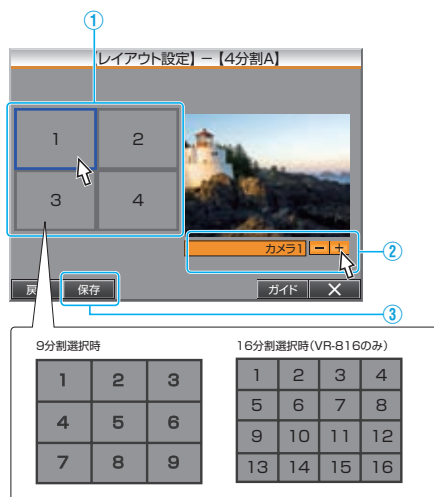 ①
【レイアウト設定】－【4分割A】
1 2
3 4
カメラ1 － ＋
②
戻 保存 ガイド ×
③
9分割選択時
1 2 3
4 5 6
7 8 9
16分割選択時(VR-816のみ)
1 2 3 4
5 6 7 8
9 10 11 12
13 14 15 16